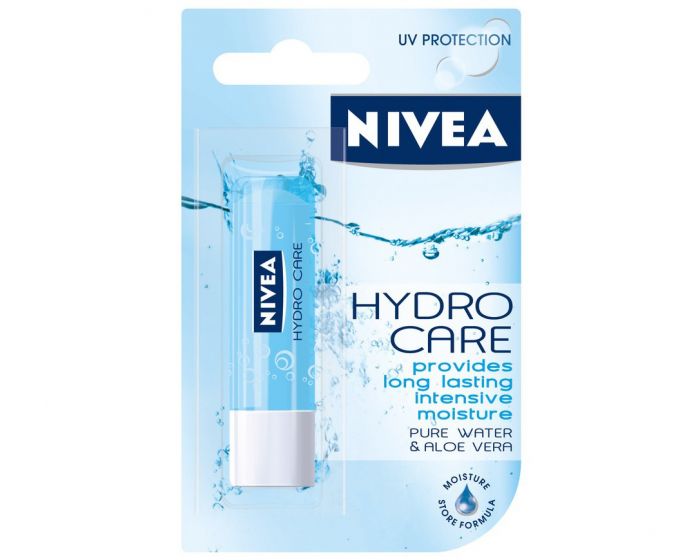 UV PROTECTION
NIVEA
NIVEA
HYDRO CARE
HYDRO
CARE
provides
long lasting
intensive
moisture
PURE WATER
& ALOE VERA
MOISTURE
STORE FORMULA